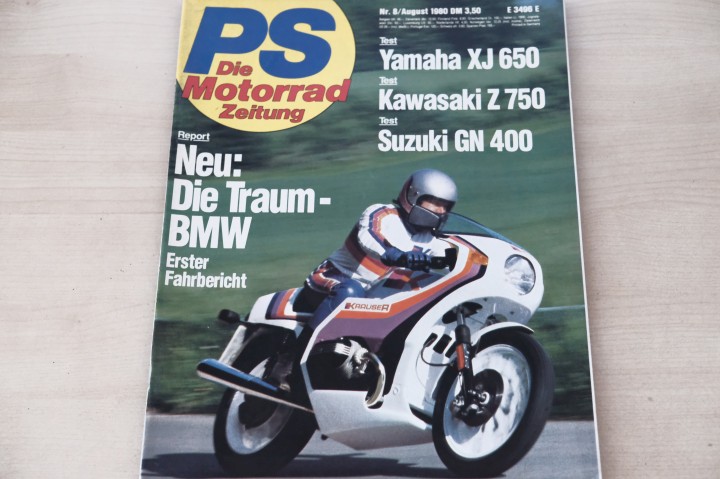 PS
Die
Motorrad
Zeitung
Nr. 8/August 1980 DM 3,50
E 3406 E
Test
Yamaha XJ 650
Test
Kawasaki Z 750
Test
Suzuki GN 400
Report
Neu:
Die Traum-
BMW
Erster
Fahrbericht
KRAUSER